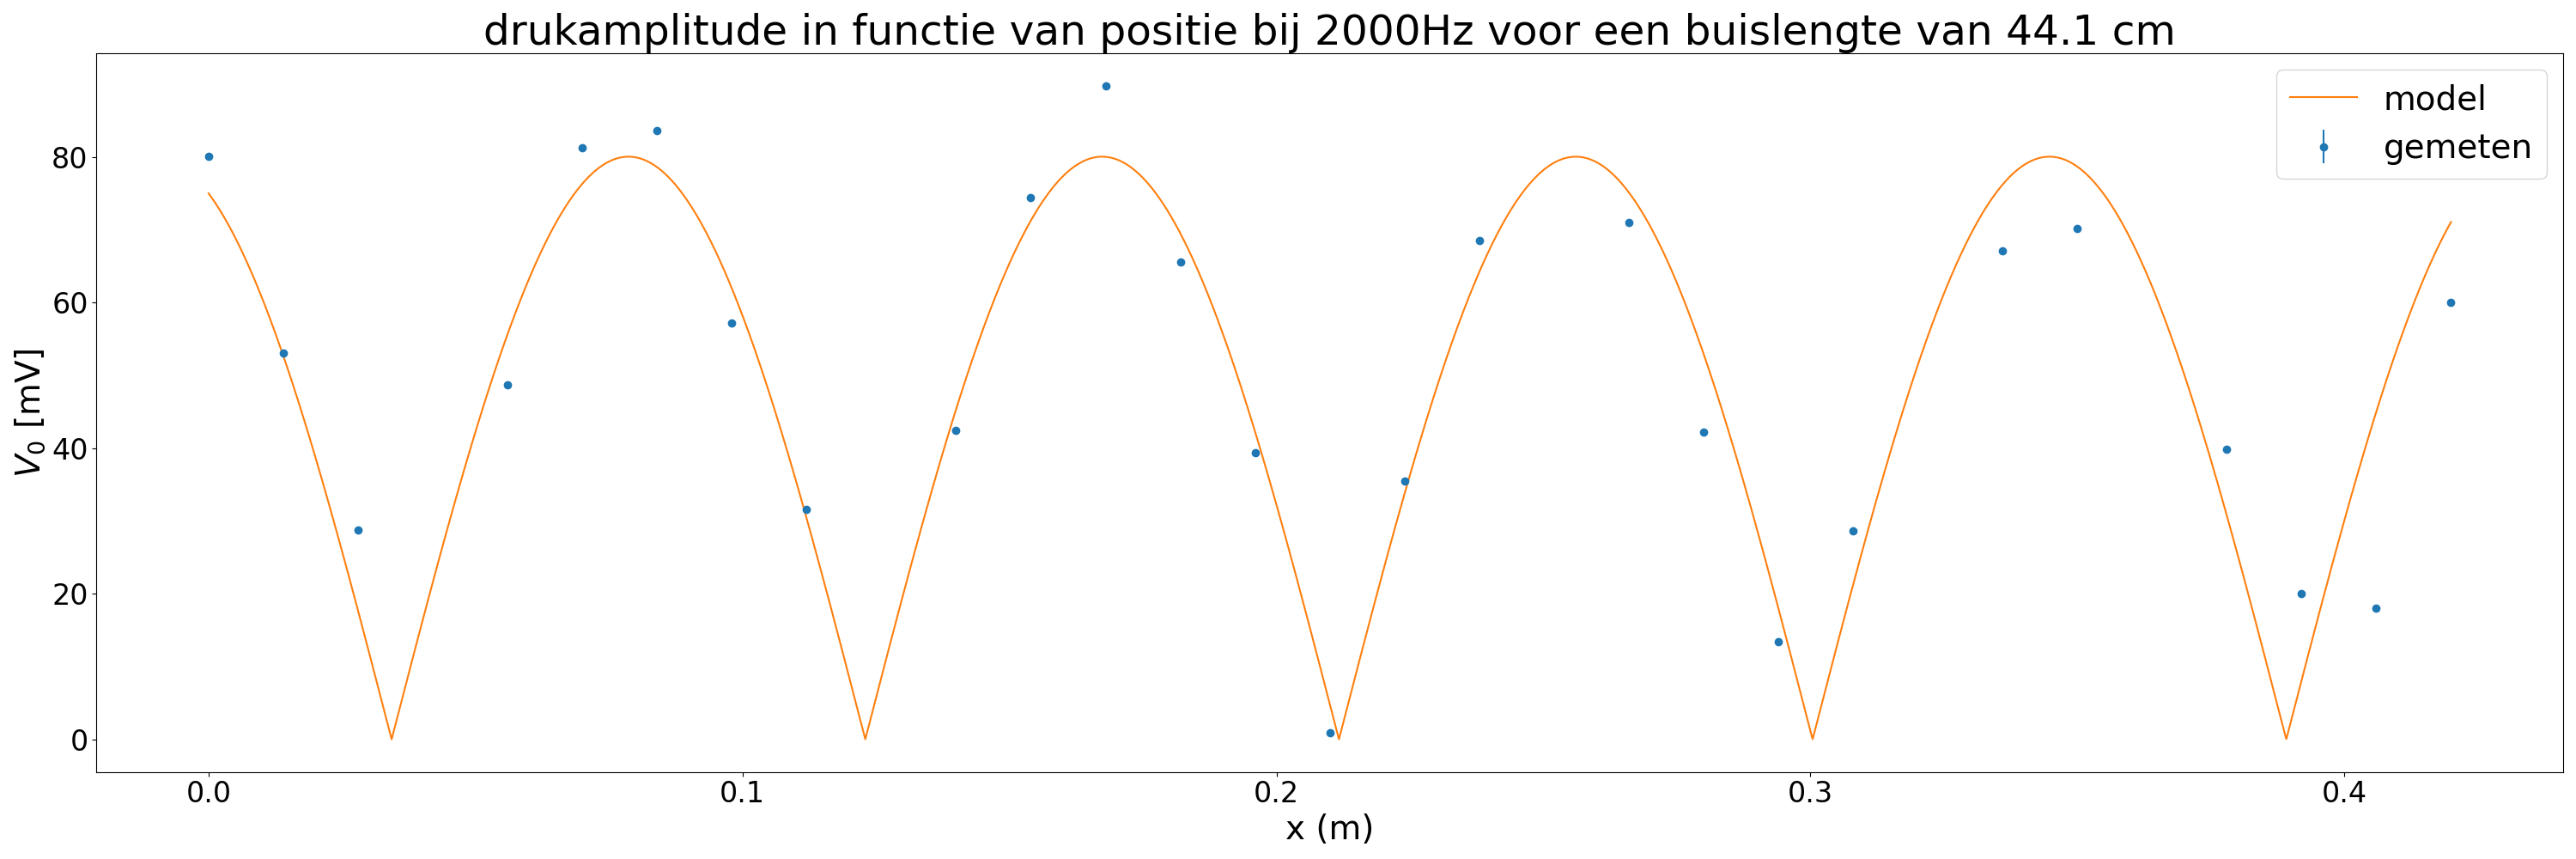 drukamplitude in functie van positie bij 2000Hz voor een buislengte van 44.1 cm
model
gemeten
80
60
40
20
0
V₀ [mV]
0.0 0.1 0.2 0.3 0.4
x (m)